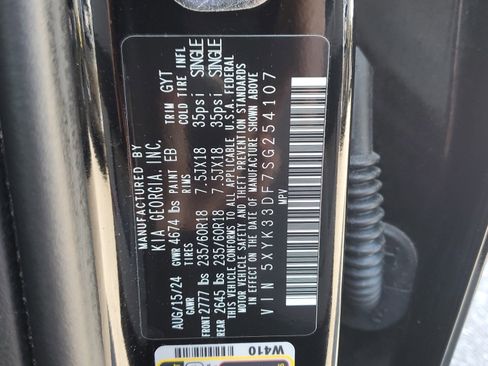 MANUFACTURED BY
KIA GEORGIA, INC.
AUG/15/24 GVWR 4674 lbs PAINT EB TRIM GYT
GAWR TIRES RIMS COLD TIRE INFL
FRONT 2777 lbs 235/60R18 7.5JX18 35psi SINGLE
REAR 2645 lbs 235/60R18 7.5JX18 35psi SINGLE
THIS VEHICLE CONFORMS TO ALL APPLICABLE U.S.A. FEDERAL
MOTOR VEHICLE SAFETY AND THEFT PREVENTION STANDARDS
IN EFFECT ON THE DATE OF MANUFACTURE SHOWN ABOVE
VIN 5XYK33DF7SG254107
MPV
W410